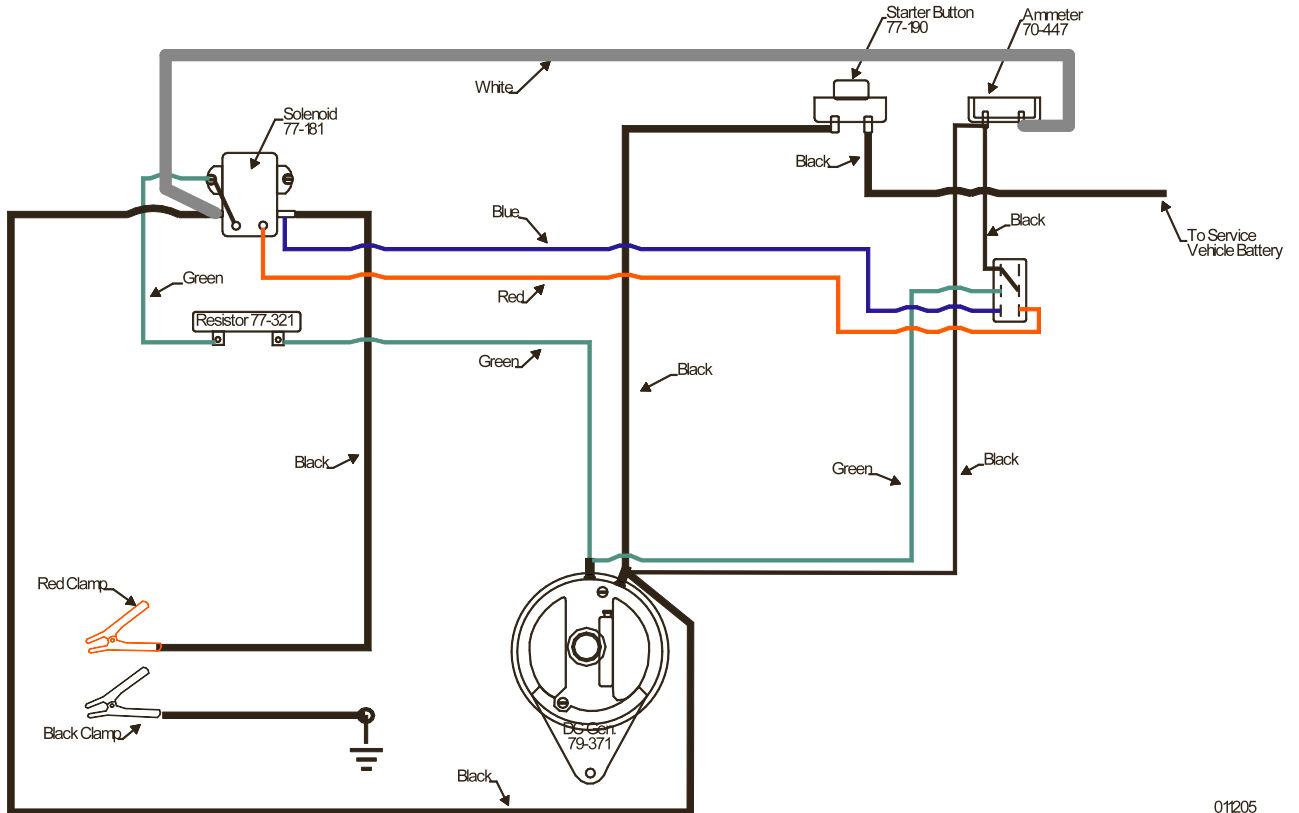 Starter Button
77-190
Ammeter
70-447
White
Solenoid
77-181
Black
Blue
Black
To Service
Vehicle Battery
Green
Red
Resistor 77-321
Green
Black
Black
Green
Black
Red Clamp
Black Clamp
DC Gen.
79-371
Black
011205